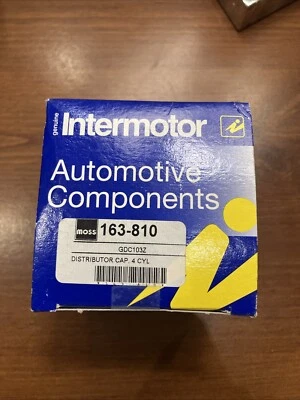 genuine
Intermotor
i
Automotive
Components
moss 163-810
GDC103Z
DISTRIBUTOR CAP, 4 CYL